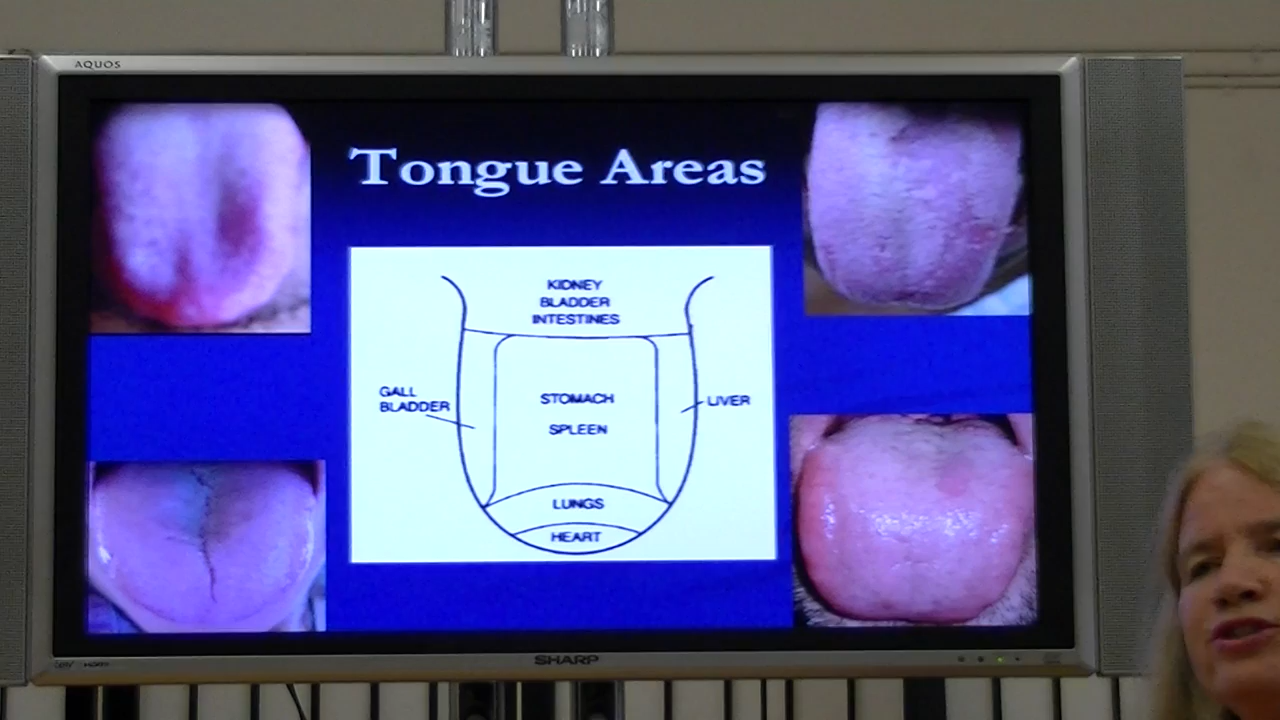 AQUOS
Tongue Areas
KIDNEY
BLADDER
INTESTINES
GALL
BLADDER
STOMACH
SPLEEN
LIVER
LUNGS
HEART
SHARP